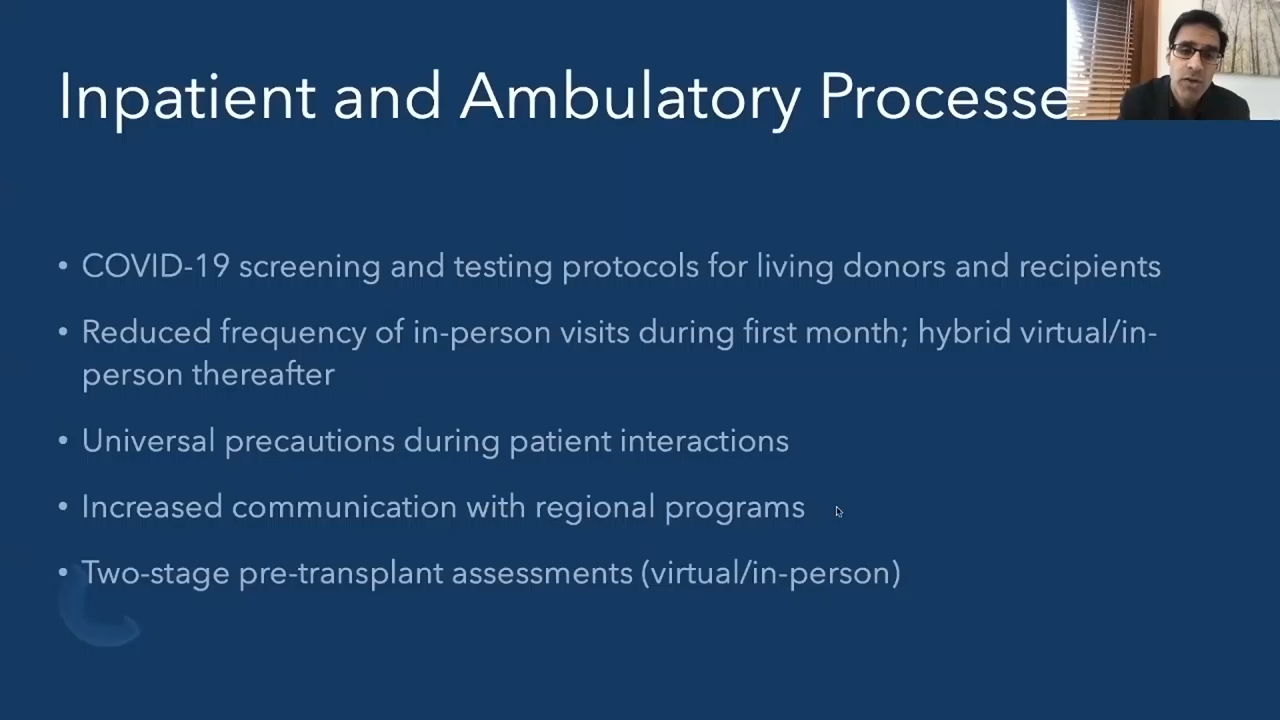 Inpatient and Ambulatory Processe
• COVID-19 screening and testing protocols for living donors and recipients
• Reduced frequency of in-person visits during first month; hybrid virtual/in-
person thereafter
• Universal precautions during patient interactions
• Increased communication with regional programs
• Two-stage pre-transplant assessments (virtual/in-person)